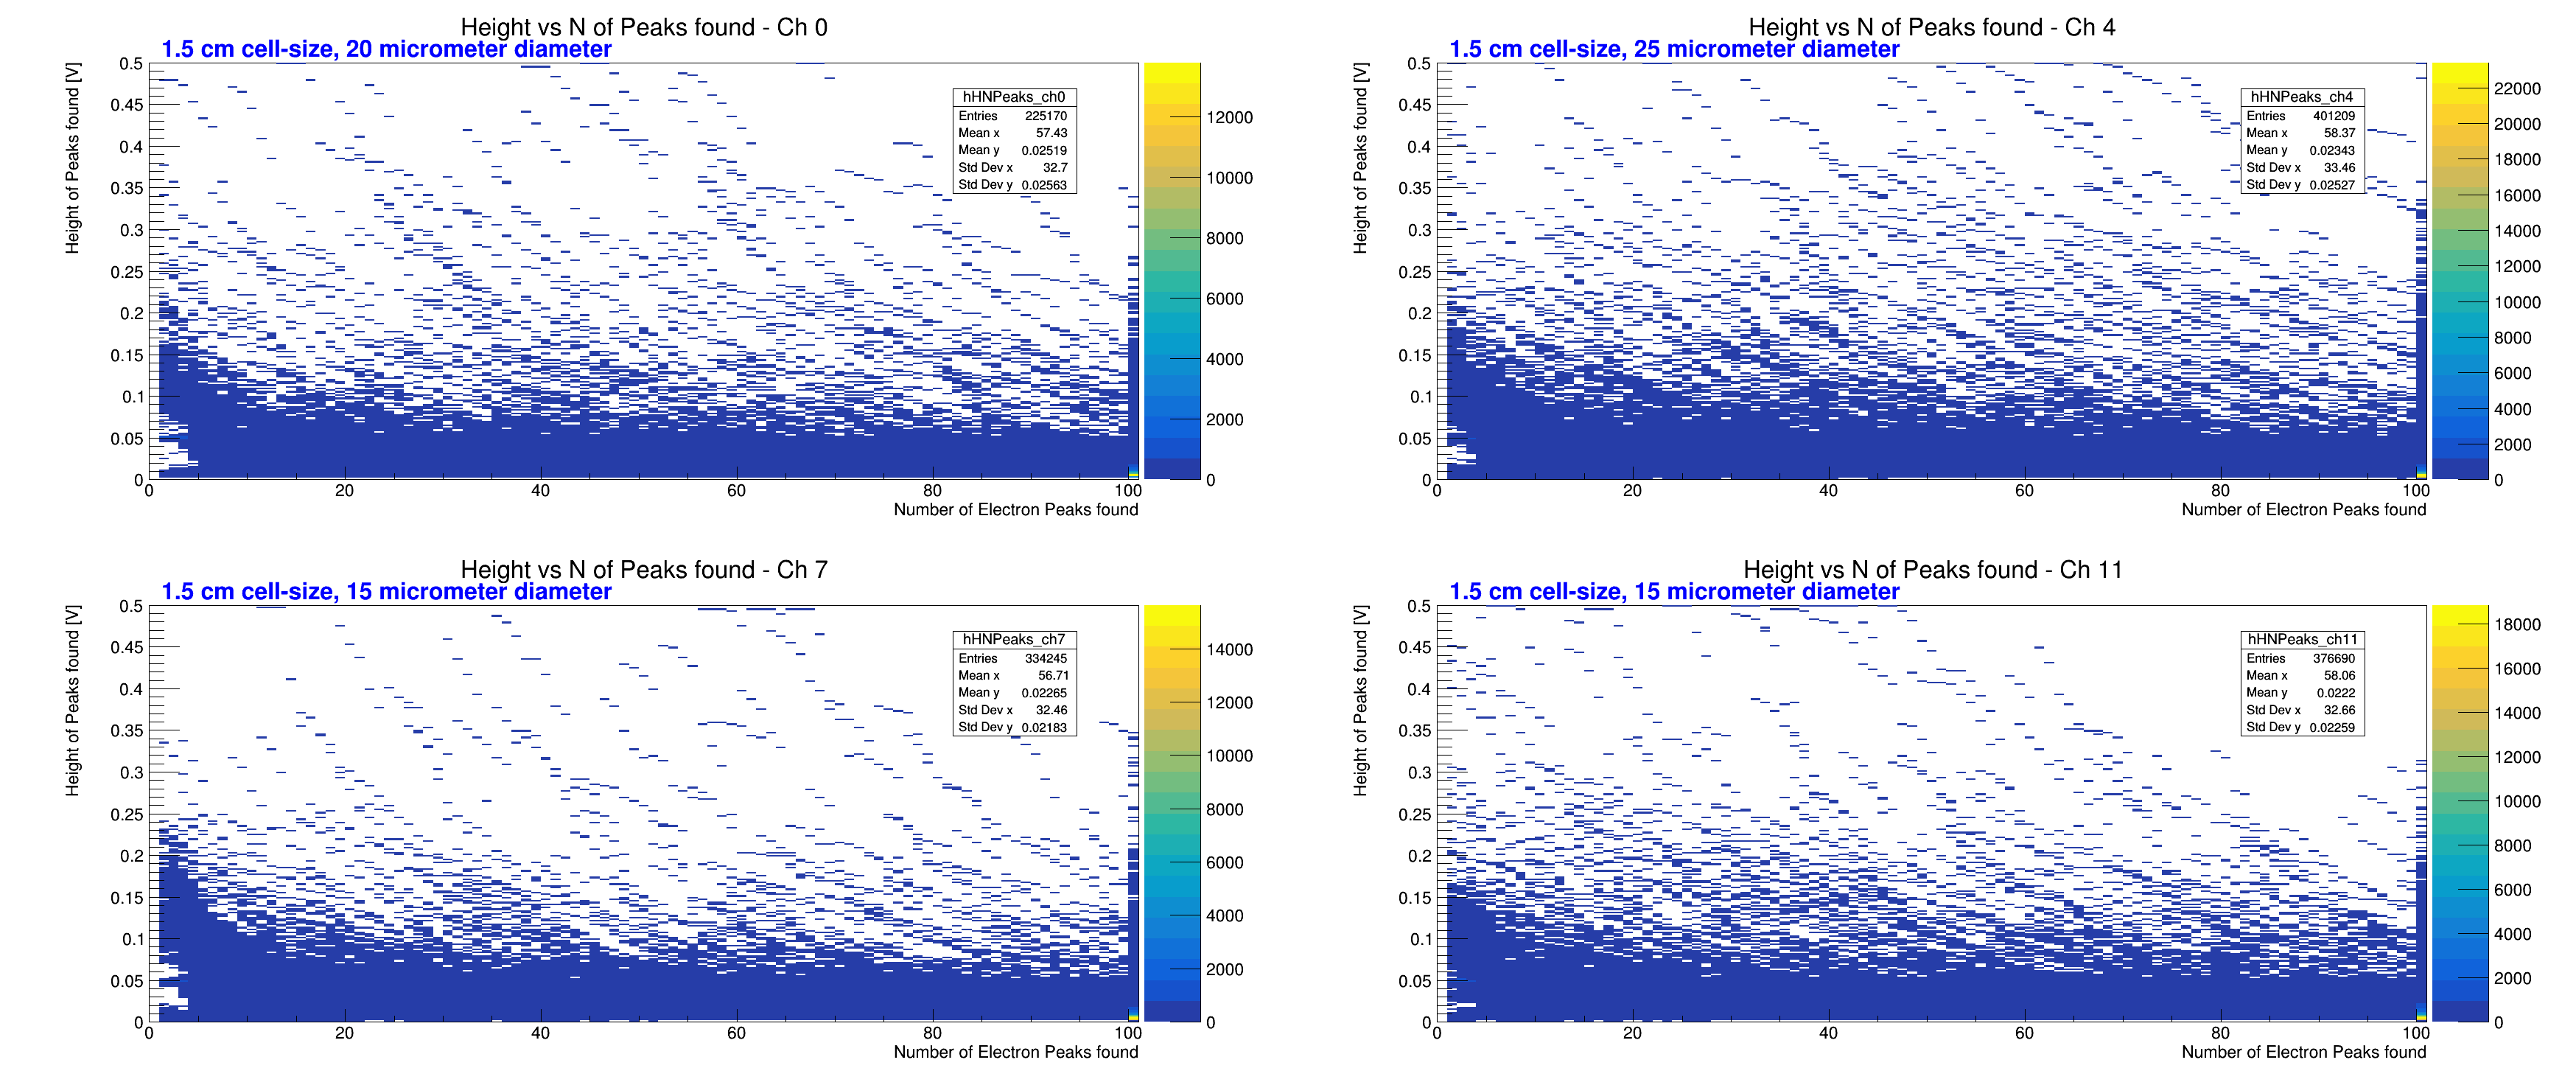 Height vs N of Peaks found - Ch 0
1.5 cm cell-size, 20 micrometer diameter
Height of Peaks found [V]
0.5
0.45
0.4
0.35
0.3
0.25
0.2
0.15
0.1
0.05
0
0 20 40 60 80 100
Number of Electron Peaks found
hHNPeaks_ch0
Entries 225170
Mean x 57.43
Mean y 0.02519
Std Dev x 32.7
Std Dev y 0.02563
12000
10000
8000
6000
4000
2000
0
Height vs N of Peaks found - Ch 4
1.5 cm cell-size, 25 micrometer diameter
Height of Peaks found [V]
0.5
0.45
0.4
0.35
0.3
0.25
0.2
0.15
0.1
0.05
0
0 20 40 60 80 100
Number of Electron Peaks found
hHNPeaks_ch4
Entries 401209
Mean x 58.37
Mean y 0.02343
Std Dev x 33.46
Std Dev y 0.02527
22000
20000
18000
16000
14000
12000
10000
8000
6000
4000
2000
0
Height vs N of Peaks found - Ch 7
1.5 cm cell-size, 15 micrometer diameter
Height of Peaks found [V]
0.5
0.45
0.4
0.35
0.3
0.25
0.2
0.15
0.1
0.05
0
0 20 40 60 80 100
Number of Electron Peaks found
hHNPeaks_ch7
Entries 334245
Mean x 56.71
Mean y 0.02265
Std Dev x 32.46
Std Dev y 0.02183
14000
12000
10000
8000
6000
4000
2000
0
Height vs N of Peaks found - Ch 11
1.5 cm cell-size, 15 micrometer diameter
Height of Peaks found [V]
0.5
0.45
0.4
0.35
0.3
0.25
0.2
0.15
0.1
0.05
0
0 20 40 60 80 100
Number of Electron Peaks found
hHNPeaks_ch11
Entries 376690
Mean x 58.06
Mean y 0.0222
Std Dev x 32.66
Std Dev y 0.02259
18000
16000
14000
12000
10000
8000
6000
4000
2000
0